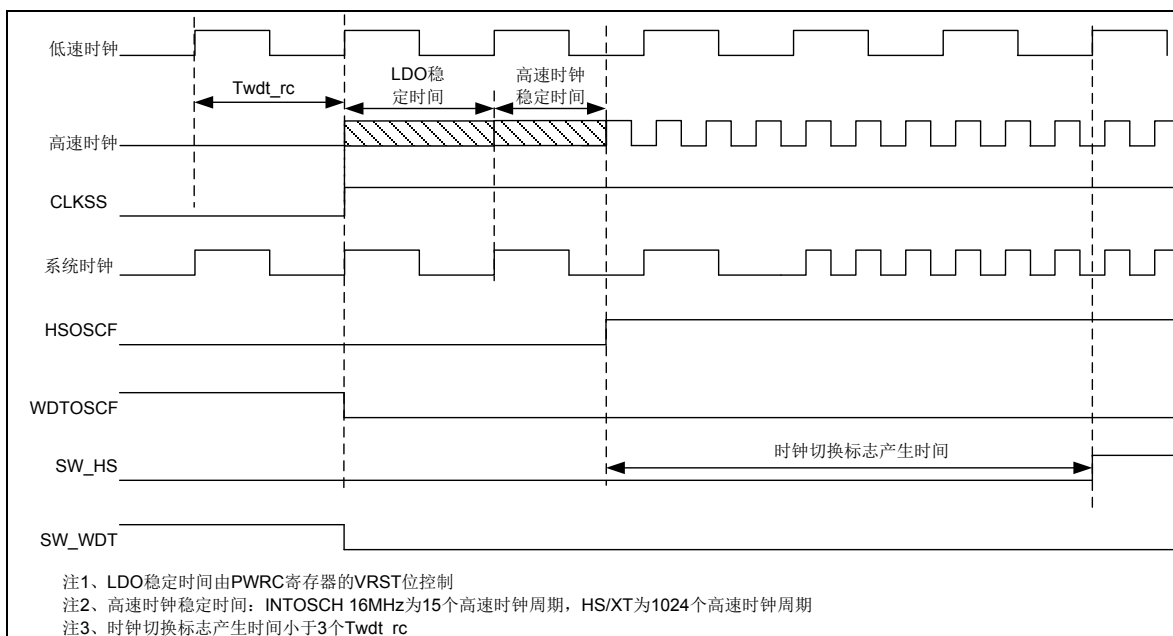 低速时钟
Twdt_rc
LDO稳
定时间
高速时钟
稳定时间
高速时钟
CLKSS
系统时钟
HSOSCF
WDTOSCF
时钟切换标志产生时间
SW_HS
SW_WDT
注1、LDO稳定时间由PWRC寄存器的VRST位控制
注2、高速时钟稳定时间：INTOSCH 16MHz为15个高速时钟周期，HS/XT为1024个高速时钟周期
注3、时钟切换标志产生时间小于3个Twdt_rc